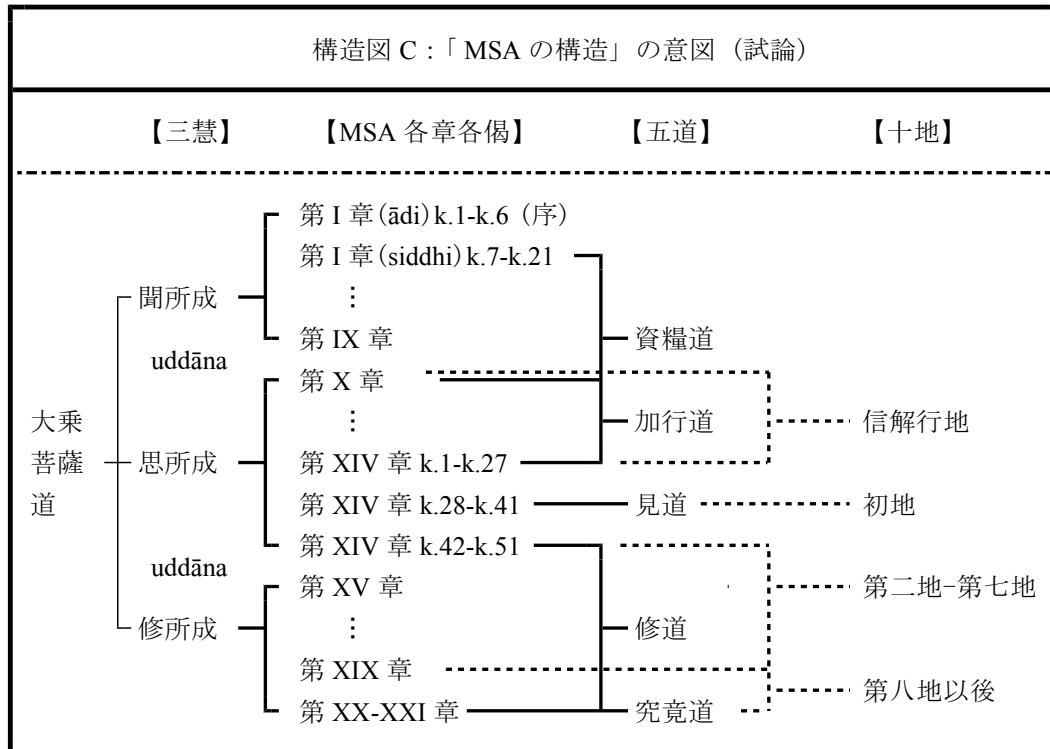 構造図 C :「 MSA の構造」の意図（試論）
【三慧】 【MSA 各章各偈】 【五道】 【十地】
第 I 章(ādi) k.1-k.6（序）
第 I 章(siddhi) k.7-k.21
聞所成 ⋮
第 IX 章 資糧道
uddāna
第 X 章
大乗菩薩道 ⋮ 加行道 信解行地
思所成 第 XIV 章 k.1-k.27
第 XIV 章 k.28-k.41 見道 初地
第 XIV 章 k.42-k.51
uddāna
第 XV 章 第二地-第七地
修所成 ⋮ 修道
第 XIX 章
第八地以後
第 XX-XXI 章 究竟道